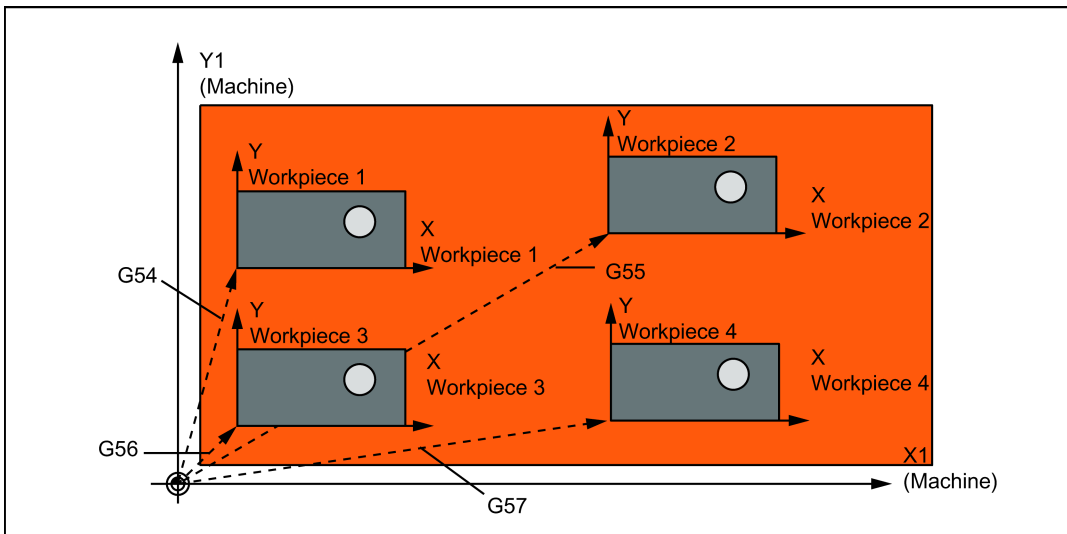 Y1
(Machine)
Y
Workpiece 2
Y
Workpiece 1
X
Workpiece 2
X
Workpiece 1
G54
G55
Y
Workpiece 3
Y
Workpiece 4
X
Workpiece 3
X
Workpiece 4
G56
X1
(Machine)
G57